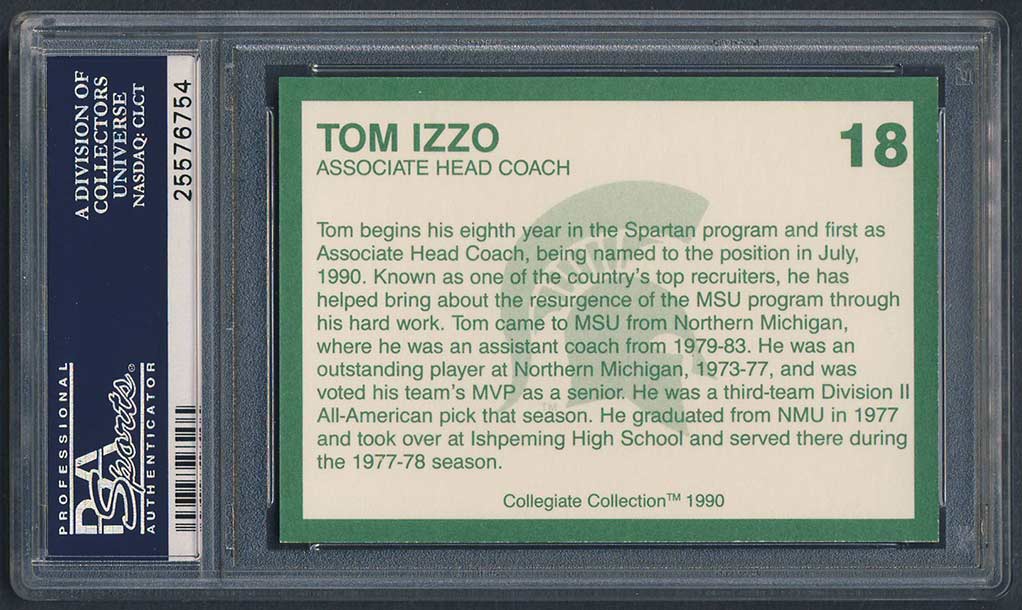 A DIVISION OF
COLLECTORS
UNIVERSE
NASDAQ: CLCT
25576754
PROFESSIONAL
PSA
Sports®
AUTHENTICATOR
TOM IZZO
18
ASSOCIATE HEAD COACH
Tom begins his eighth year in the Spartan program and first as
Associate Head Coach, being named to the position in July,
1990. Known as one of the country's top recruiters, he has
helped bring about the resurgence of the MSU program through
his hard work. Tom came to MSU from Northern Michigan,
where he was an assistant coach from 1979-83. He was an
outstanding player at Northern Michigan, 1973-77, and was
voted his team's MVP as a senior. He was a third-team Division II
All-American pick that season. He graduated from NMU in 1977
and took over at Ishpeming High School and served there during
the 1977-78 season.
TM
Collegiate Collection™ 1990